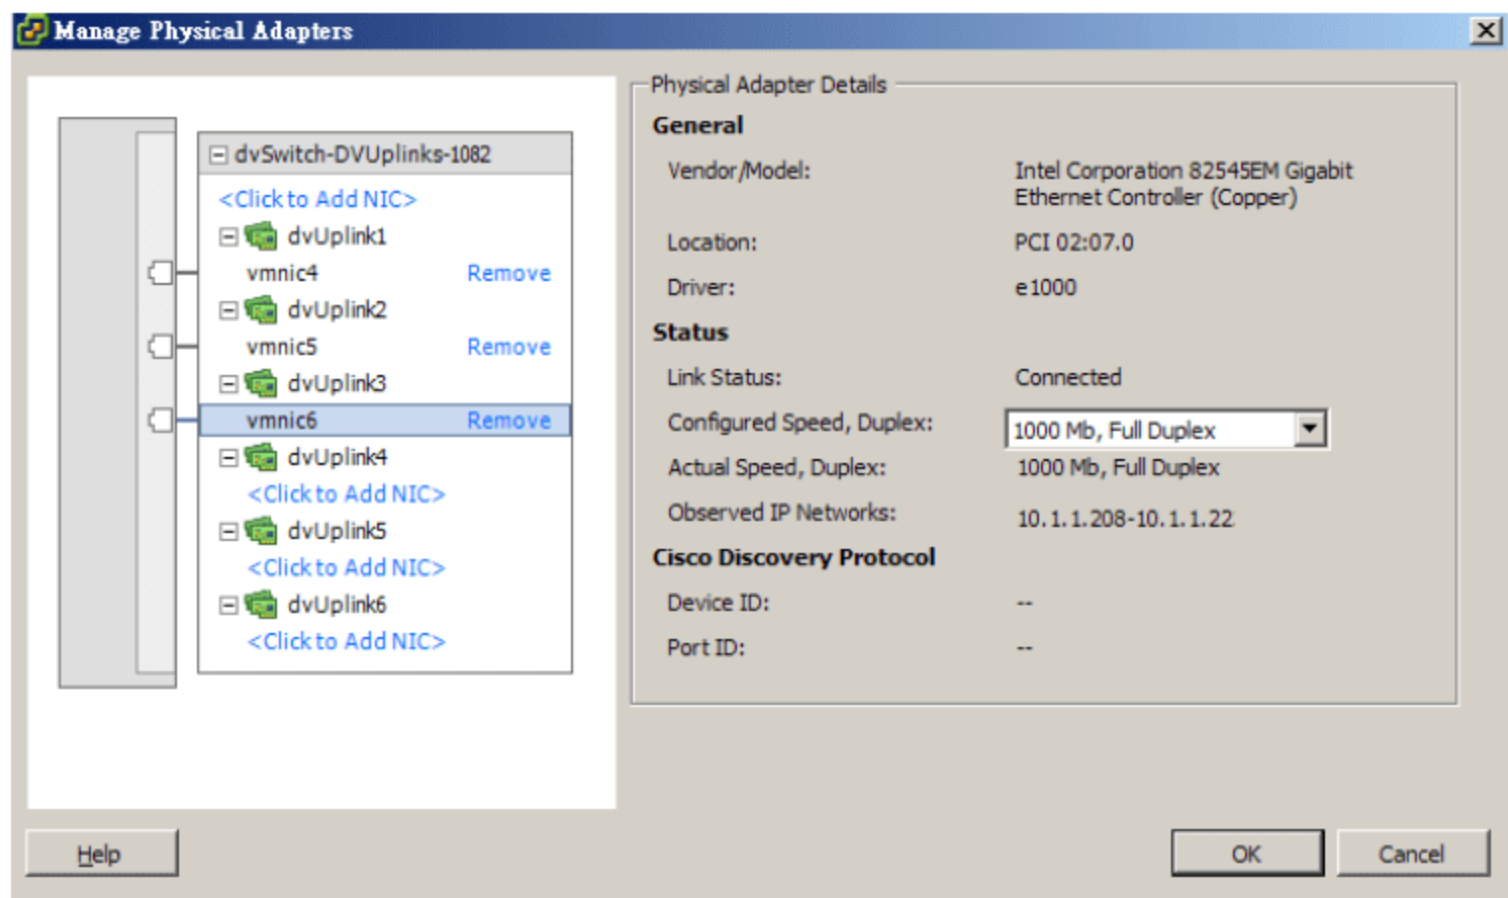 Manage Physical Adapters
dvSwitch-DVUplinks-1082
<Click to Add NIC>
dvUplink1
vmnic4 Remove
dvUplink2
vmnic5 Remove
dvUplink3
vmnic6 Remove
dvUplink4
<Click to Add NIC>
dvUplink5
<Click to Add NIC>
dvUplink6
<Click to Add NIC>
Physical Adapter Details
General
Vendor/Model: Intel Corporation 82545EM Gigabit
Ethernet Controller (Copper)
Location: PCI 02:07.0
Driver: e1000
Status
Link Status: Connected
Configured Speed, Duplex: 1000 Mb, Full Duplex
Actual Speed, Duplex: 1000 Mb, Full Duplex
Observed IP Networks: 10.1.1.208-10.1.1.22
Cisco Discovery Protocol
Device ID: --
Port ID: --
Help OK Cancel